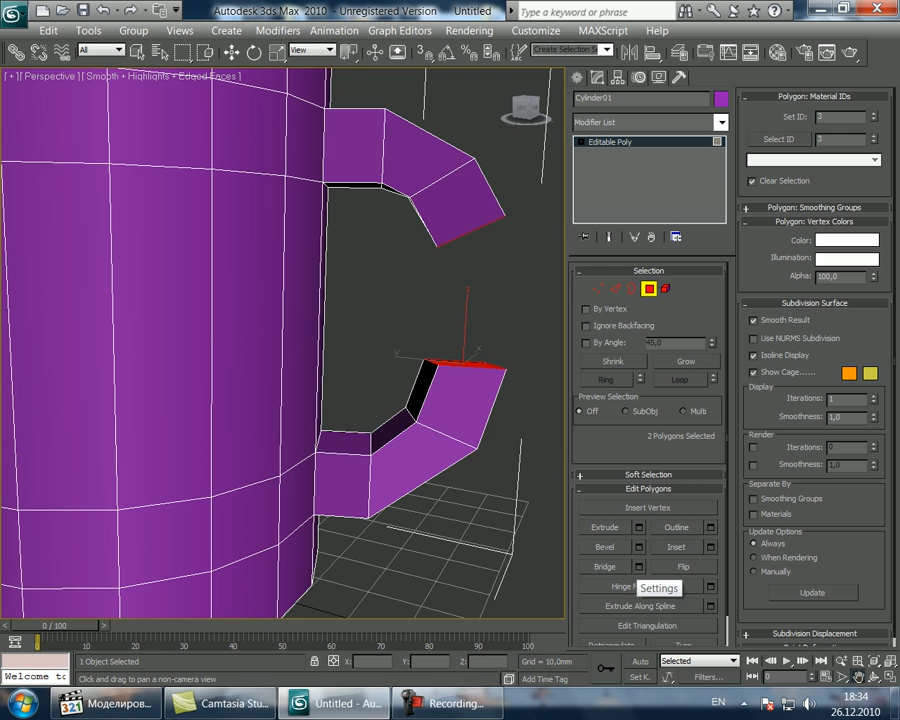 Autodesk 3ds Max 2010 - Unregistered Version Untitled
Type a keyword or phrase
Edit Tools Group Views Create Modifiers Animation Graph Editors Rendering Customize MAXScript Help
All
View
Create Selection Se
[ + ] Perspective ] [ Smooth + Highlights + Edged Faces ]
Cylinder01
Modifier List
Editable Poly
Selection
By Vertex
Ignore Backfacing
By Angle: 45,0
Shrink Grow
Ring Loop
Preview Selection
Off SubObj Multi
2 Polygons Selected
Soft Selection
Edit Polygons
Insert Vertex
Extrude Outline
Bevel Inset
Bridge Flip
Settings
Extrude Along Spline
Edit Triangulation
Polygon: Material IDs
Set ID: 3
Select ID 3
Clear Selection
Polygon: Smoothing Groups
Polygon: Vertex Colors
Color:
Illumination:
Alpha: 100,0
Subdivision Surface
Smooth Result
Use NURMS Subdivision
Isoline Display
Show Cage......
Display
Iterations: 1
Smoothness: 1,0
Render
Iterations: 0
Smoothness: 1,0
Separate By
Smoothing Groups
Materials
Update Options
Always
When Rendering
Manually
Update
Subdivision Displacement
z
y
x
0 / 100
0 10 20 30 40 50 60 70 80 90 100
1 Object Selected
X: Y: Z:
Grid = 10,0mm
Auto
Selected
Welcome to
Click and drag to pan a non-camera view
Add Time Tag
Set K.
Filters...
0
Моделиров...
Camtasia Stu...
Untitled - Au...
Recording...
EN
18:34
26.12.2010